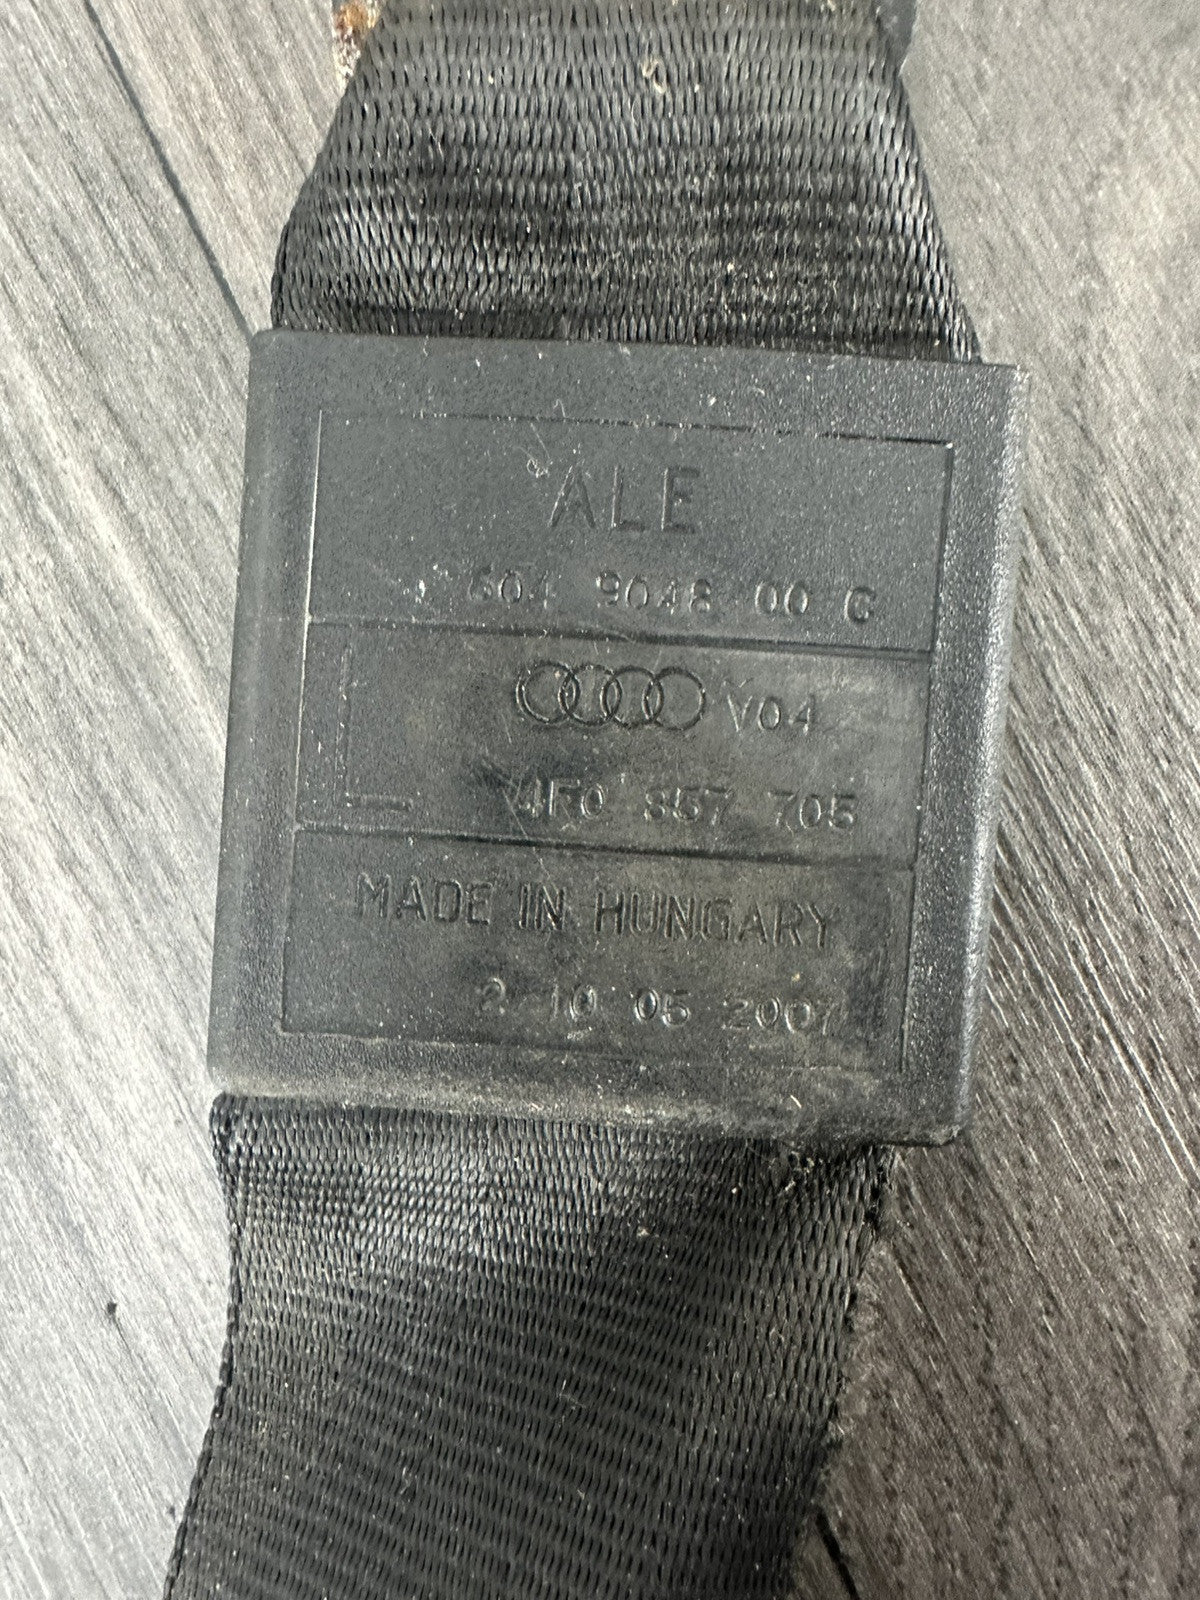 ALE
604 9048 00 C
V04
4F0 857 705
MADE IN HUNGARY
2 10 05 2007